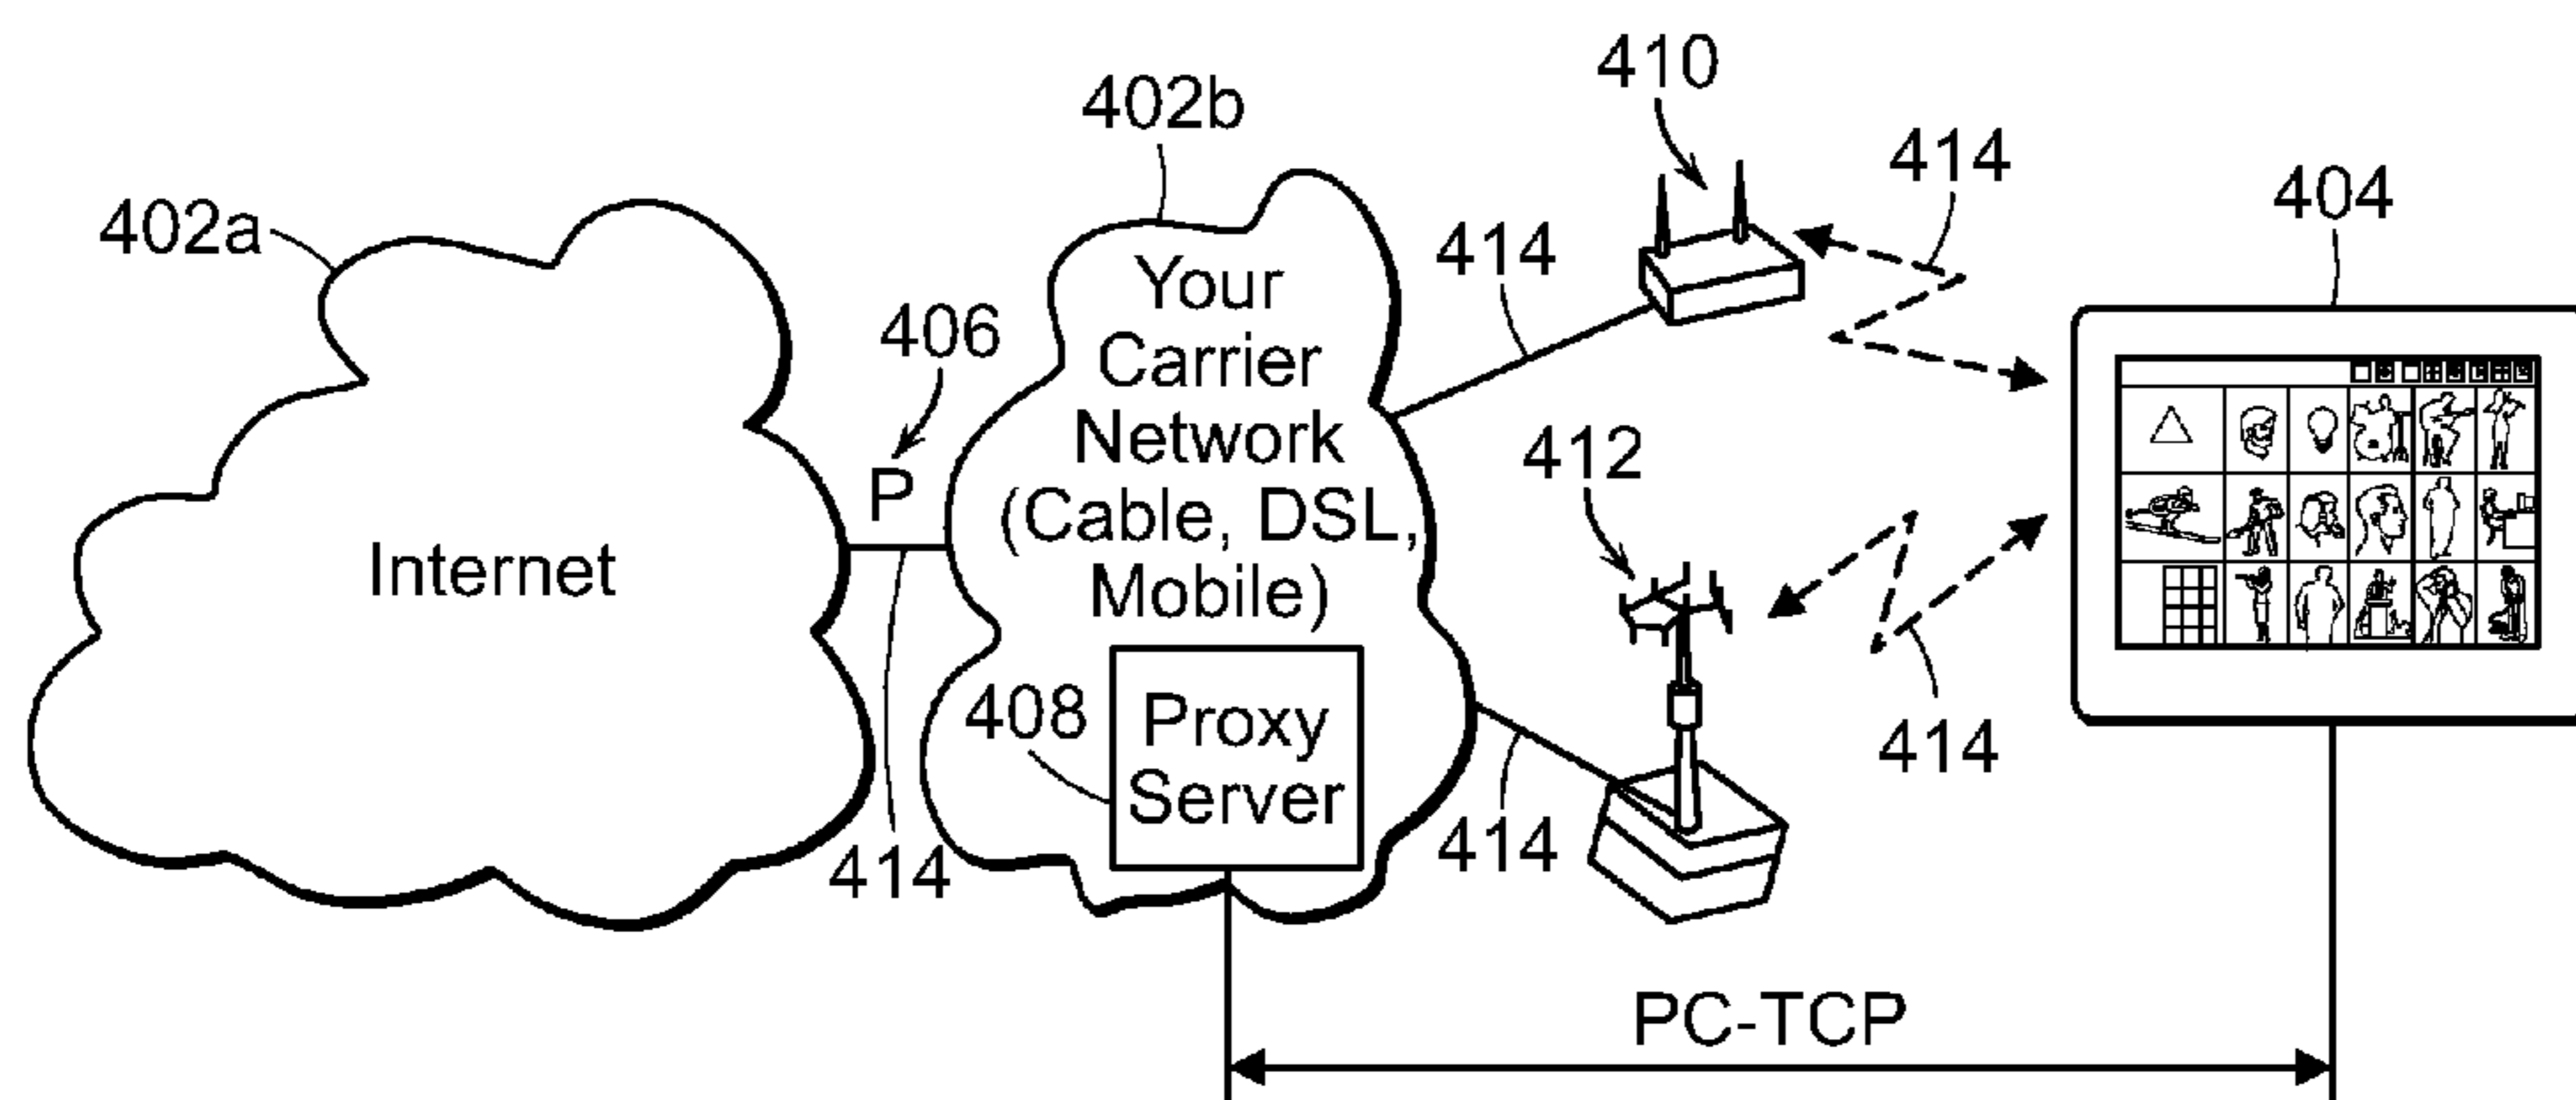 410
402b
414
404
402a
414
406
P
Your
Carrier
Network
(Cable, DSL,
Mobile)
412
Internet
408
Proxy
Server
414
414
414
PC-TCP